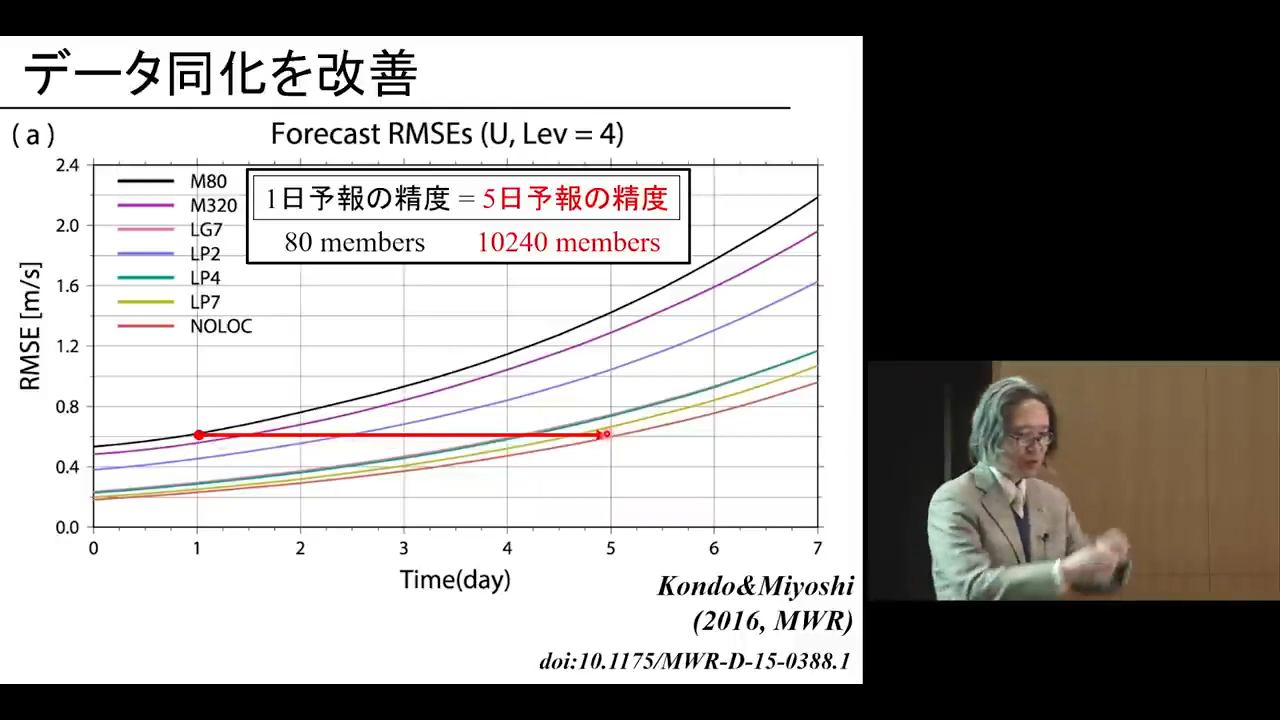 データ同化を改善
(a)
Forecast RMSEs (U, Lev = 4)
2.4
2.0
1.6
1.2
0.8
0.4
0.0
RMSE [m/s]
M80
M320
LG7
LP2
LP4
LP7
NOLOC
1日予報の精度 = 5日予報の精度
80 members 10240 members
0 1 2 3 4 5 6 7
Time(day)
Kondo&Miyoshi
(2016, MWR)
doi:10.1175/MWR-D-15-0388.1